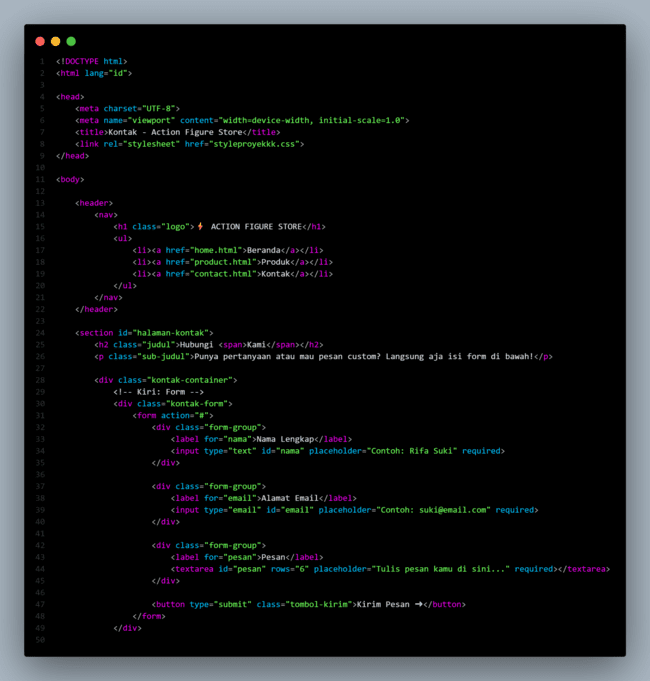 1 <!DOCTYPE html>
2 <html lang="id">
3
4 <head>
5     <meta charset="UTF-8">
6     <meta name="viewport" content="width=device-width, initial-scale=1.0">
7     <title>Kontak - Action Figure Store</title>
8     <link rel="stylesheet" href="styleproyekkk.css">
9 </head>
10
11 <body>
12
13     <header>
14         <nav>
15             <h1 class="logo">⚡ ACTION FIGURE STORE</h1>
16             <ul>
17                 <li><a href="home.html">Beranda</a></li>
18                 <li><a href="product.html">Produk</a></li>
19                 <li><a href="contact.html">Kontak</a></li>
20             </ul>
21         </nav>
22     </header>
23
24     <section id="halaman-kontak">
25         <h2 class="judul">Hubungi <span>Kami</span></h2>
26         <p class="sub-judul">Punya pertanyaan atau mau pesan custom? Langsung aja isi form di bawah!</p>
27
28         <div class="kontak-container">
29             <!-- Kiri: Form -->
30             <div class="kontak-form">
31                 <form action="#">
32                     <div class="form-group">
33                         <label for="nama">Nama Lengkap</label>
34                         <input type="text" id="nama" placeholder="Contoh: Rifa Suki" required>
35                     </div>
36
37                     <div class="form-group">
38                         <label for="email">Alamat Email</label>
39                         <input type="email" id="email" placeholder="Contoh: suki@email.com" required>
40                     </div>
41
42                     <div class="form-group">
43                         <label for="pesan">Pesan</label>
44                         <textarea id="pesan" rows="6" placeholder="Tulis pesan kamu di sini..." required></textarea>
45                     </div>
46
47                     <button type="submit" class="tombol-kirim">Kirim Pesan ➔</button>
48                 </form>
49             </div>
50